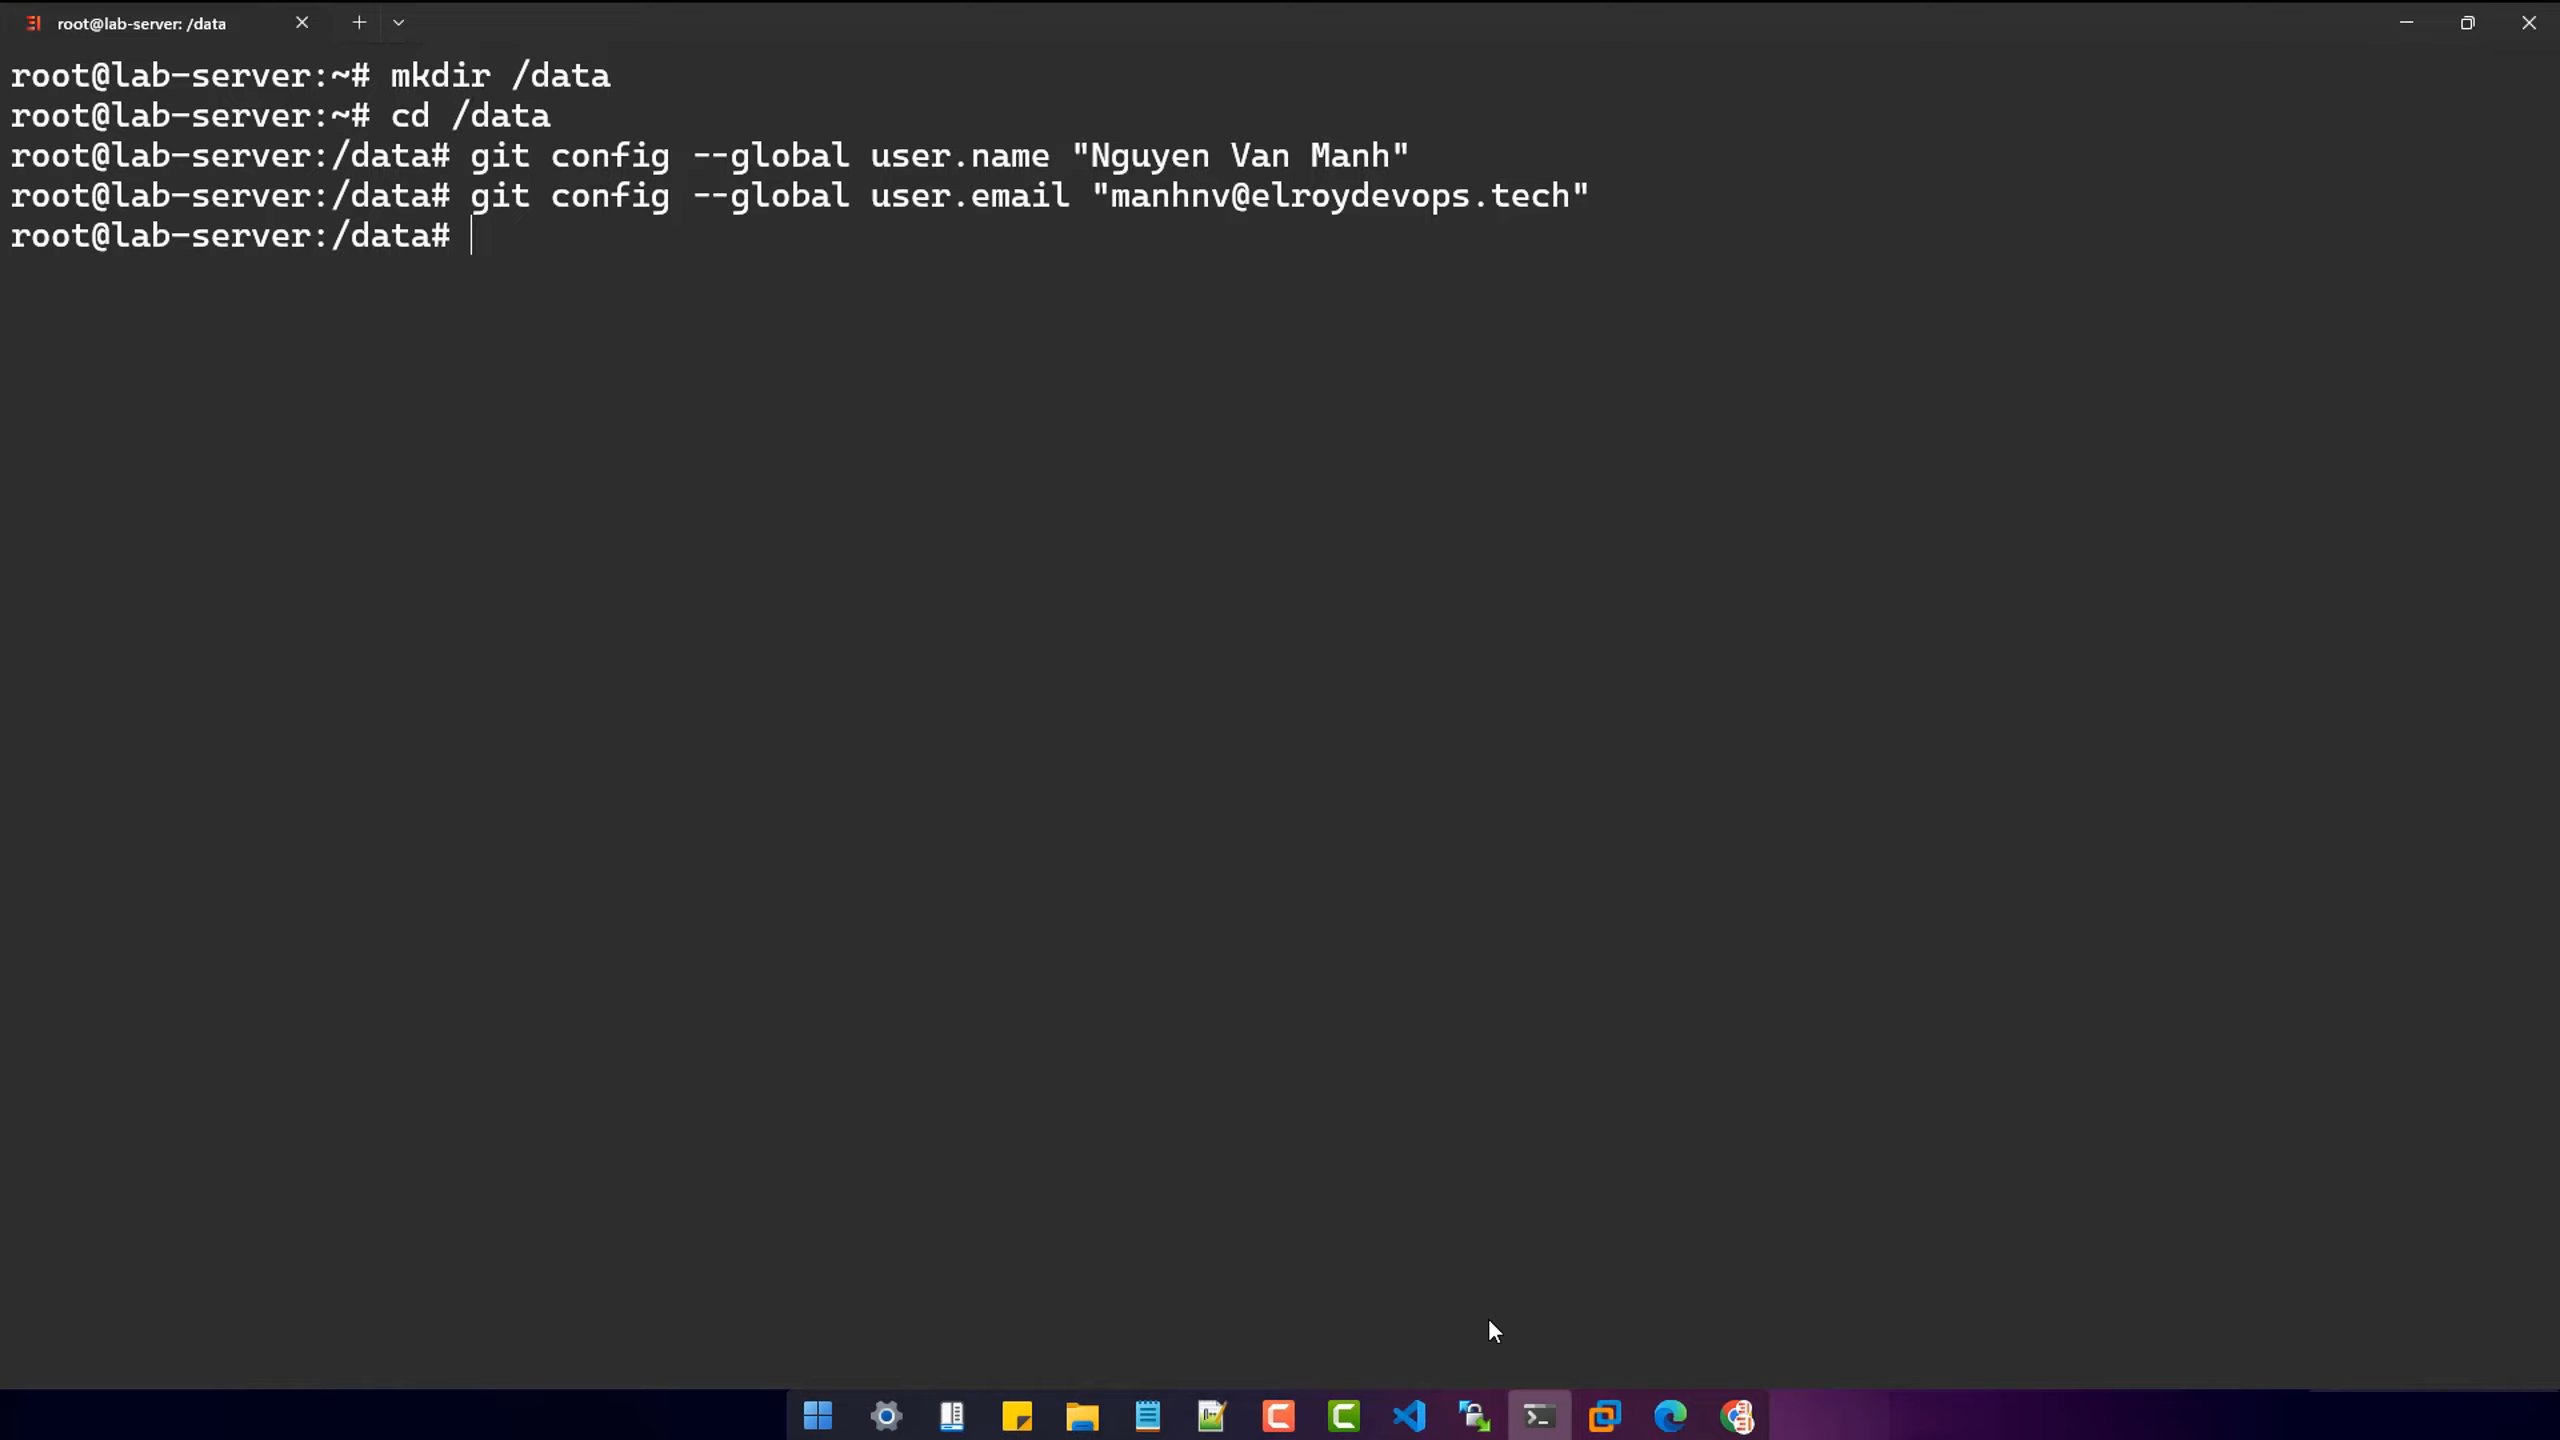 root@lab-server: /data
root@lab-server:~# mkdir /data
root@lab-server:~# cd /data
root@lab-server:/data# git config --global user.name "Nguyen Van Manh"
root@lab-server:/data# git config --global user.email "manhnv@elroydevops.tech"
root@lab-server:/data#